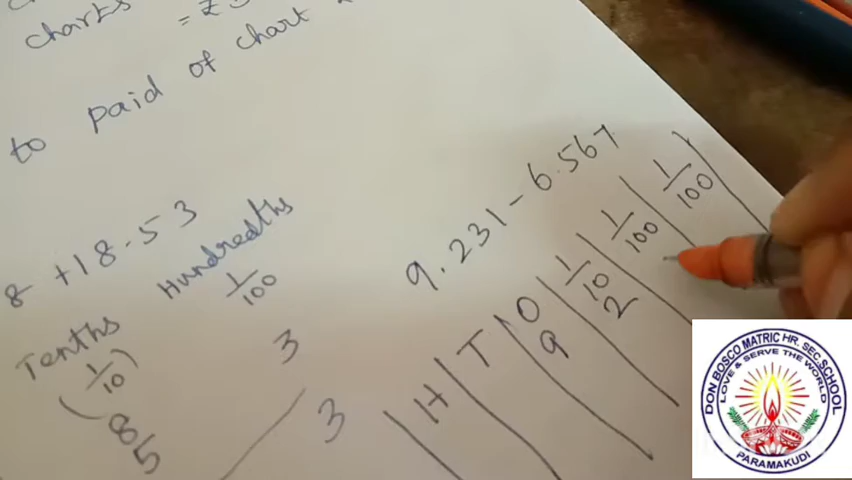 charts = ₹
to paid of chart
8 + 18.53
Tenths Hundredths
(1/10) 1/100
8 3
5 3
9.231 - 6.567
H T O 1/10 1/100 1/100
9 2
DON BOSCO MATRIC HR. SEC. SCHOOL
LOVE & SERVE THE WORLD
PARAMAKUDI